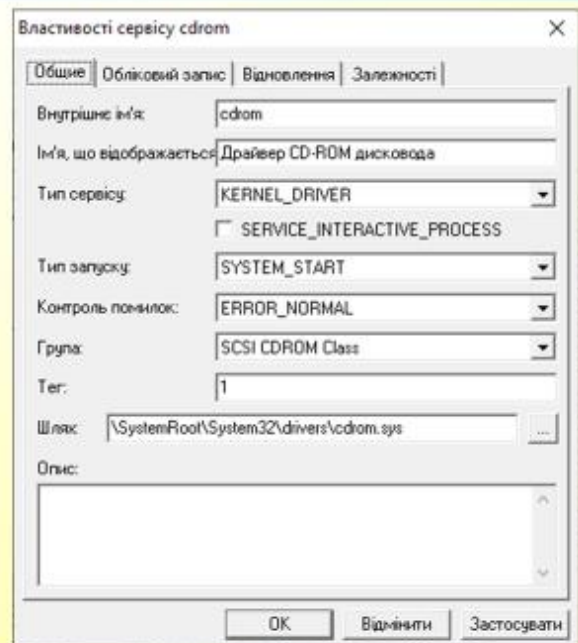 Властивості сервісу cdrom
Общие Обліковий запис Відновлення Залежності
Внутрішнє ім'я: cdrom
Ім'я, що відображається Драйвер CD-ROM дисковода
Тип сервісу: KERNEL_DRIVER
SERVICE_INTERACTIVE_PROCESS
Тип запуску: SYSTEM_START
Контроль помилок: ERROR_NORMAL
Група: SCSI CDROM Class
Тег: 1
Шлях: \SystemRoot\System32\drivers\cdrom.sys ...
Опис:
OK Відмінити Застосувати